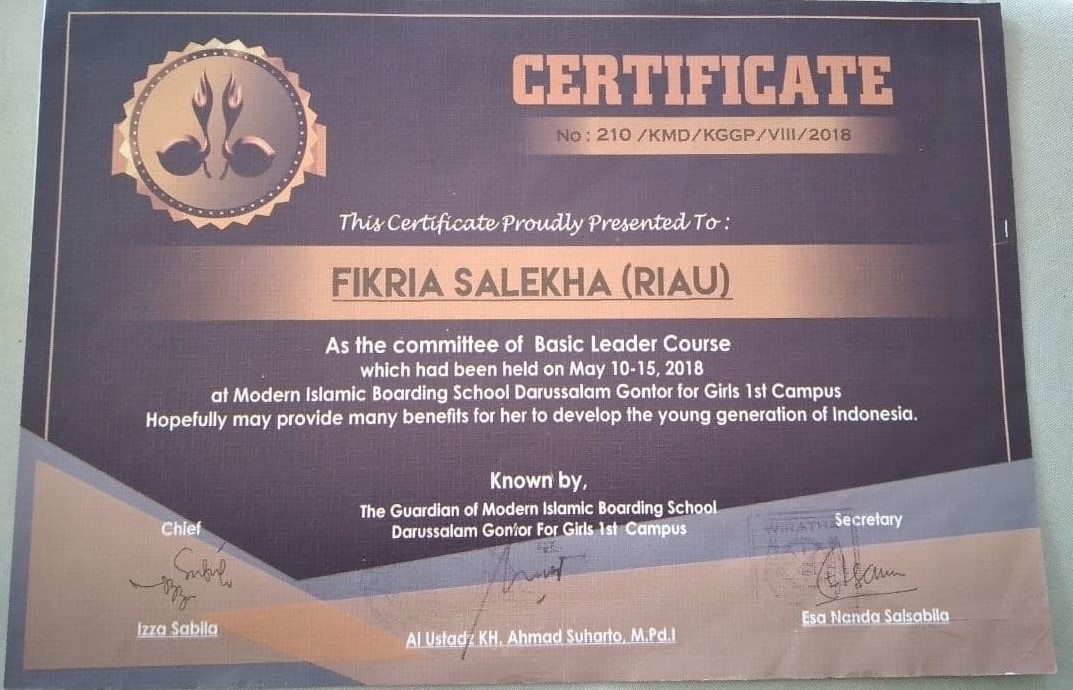 CERTIFICATE
No : 210 /KMD/KGGP/VIII/2018
This Certificate Proudly Presented To :
FIKRIA SALEKHA (RIAU)
As the committee of Basic Leader Course
which had been held on May 10-15, 2018
at Modern Islamic Boarding School Darussalam Gontor for Girls 1st Campus
Hopefully may provide many benefits for her to develop the young generation of Indonesia.
Known by,
The Guardian of Modern Islamic Boarding School
Darussalam Gontor For Girls 1st Campus
Chief
Secretary
WIRATHA
Izza Sabila
Al Ustadz KH. Ahmad Suharto, M.Pd.I
Esa Nanda Salsabila